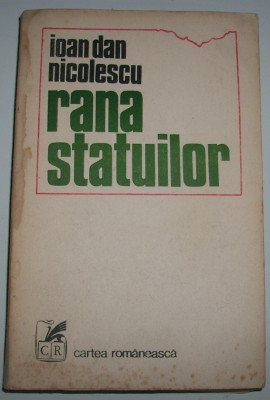 ioan dan
nicolescu
rana
statuilor
CR
cartea românească